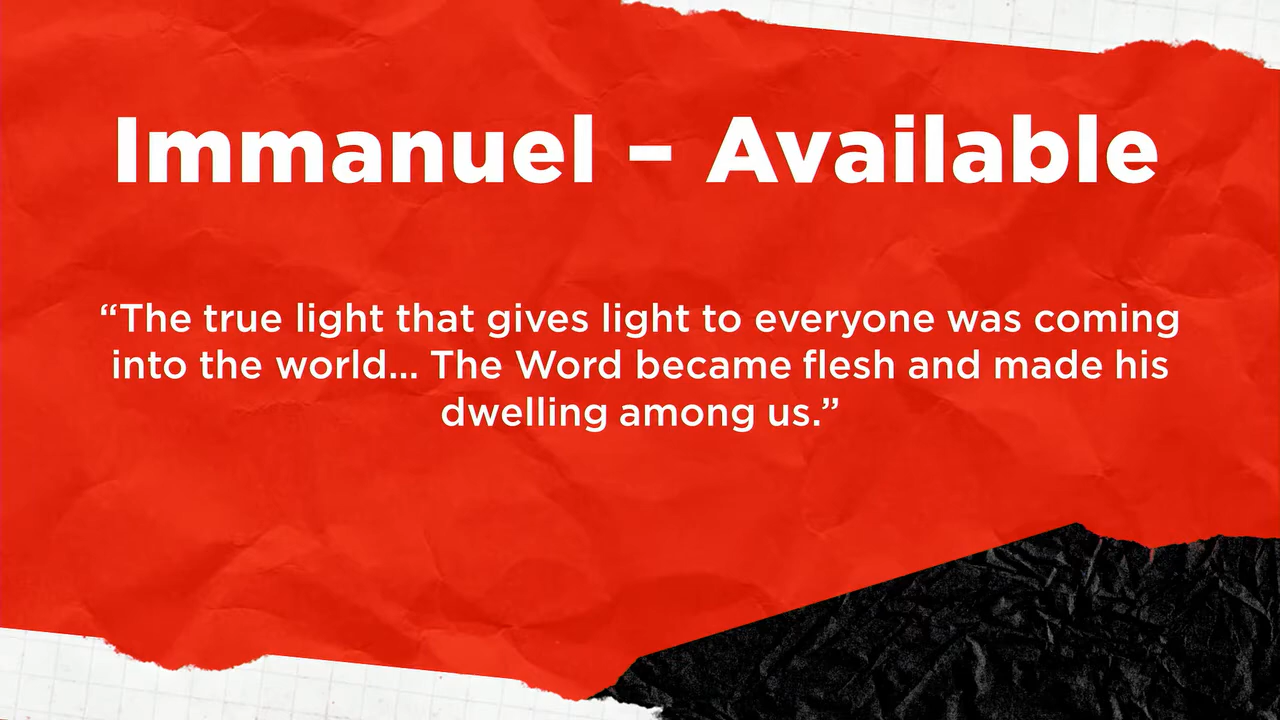 Immanuel – Available
“The true light that gives light to everyone was coming
into the world... The Word became flesh and made his
dwelling among us.”